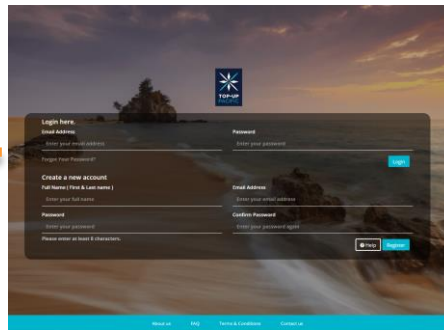 TOP-UP
PACIFIC
Login here.
Email Address
Password
Enter your email address
Enter your password
Forgot Your Password?
Login
Create a new account
Full Name ( First & Last name )
Email Address
Enter your full name
Enter your email address
Password
Confirm Password
Enter your password
Enter your password again
Please enter at least 8 characters.
Help
Register
About us
FAQ
Terms & Conditions
Contact us